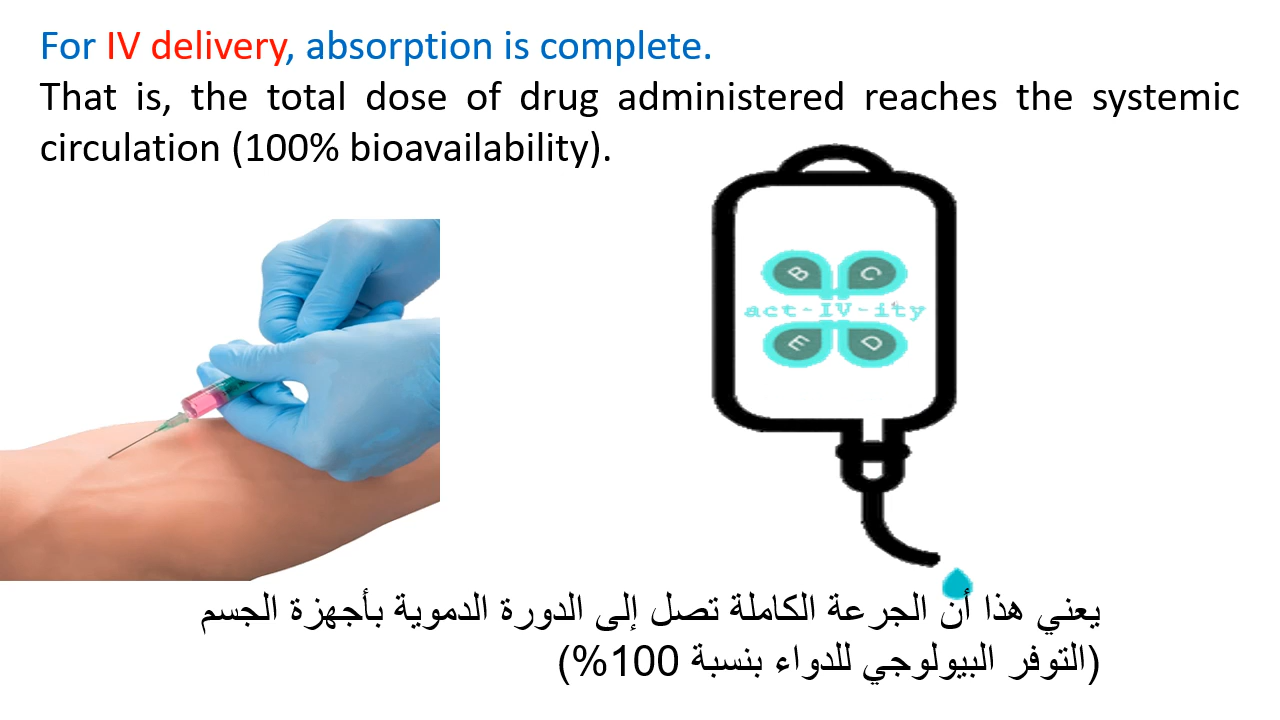 For IV delivery, absorption is complete.
That is, the total dose of drug administered reaches the systemic
circulation (100% bioavailability).
B C
act-IV-ity
E D
يعني هذا أن الجرعة الكاملة تصل إلى الدورة الدموية بأجهزة الجسم
(التوفر البيولوجي للدواء بنسبة 100%)